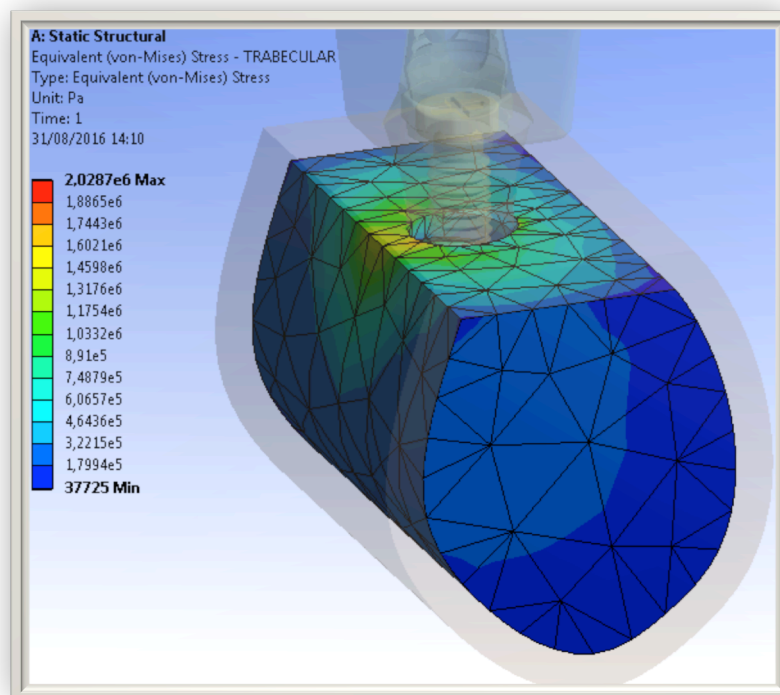 A: Static Structural
Equivalent (von-Mises) Stress - TRABECULAR
Type: Equivalent (von-Mises) Stress
Unit: Pa
Time: 1
31/08/2016 14:10
2,0287e6 Max
1,8865e6
1,7443e6
1,6021e6
1,4598e6
1,3176e6
1,1754e6
1,0332e6
8,91e5
7,4879e5
6,0657e5
4,6436e5
3,2215e5
1,7994e5
37725 Min